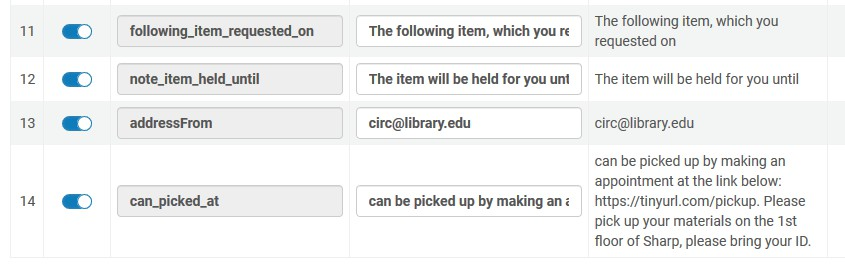 11 following_item_requested_on The following item, which you re The following item, which you
requested on
12 note_item_held_until The item will be held for you unt The item will be held for you until
13 addressFrom circ@library.edu circ@library.edu
14 can_picked_at can be picked up by making an a can be picked up by making an
appointment at the link below:
https://tinyurl.com/pickup. Please
pick up your materials on the 1st
floor of Sharp, please bring your ID.